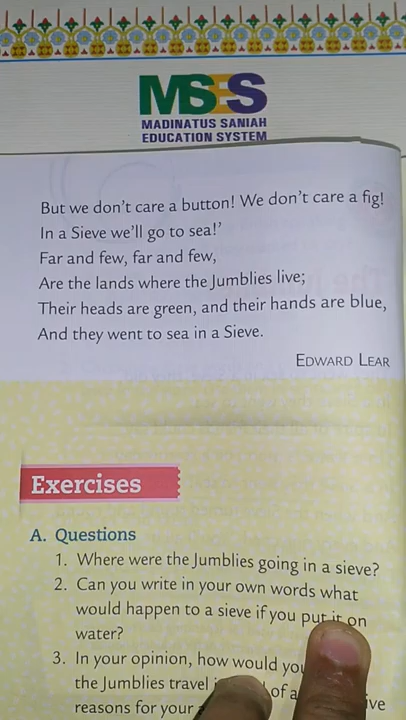 MSES
MADINATUS SANIAH
EDUCATION SYSTEM
But we don't care a button! We don't care a fig!
In a Sieve we'll go to sea!'
Far and few, far and few,
Are the lands where the Jumblies live;
Their heads are green, and their hands are blue,
And they went to sea in a Sieve.
EDWARD LEAR
Exercises
A. Questions
1. Where were the Jumblies going in a sieve?
2. Can you write in your own words what
would happen to a sieve if you put it on
water?
3. In your opinion, how would you
the Jumblies travel of a
reasons for your